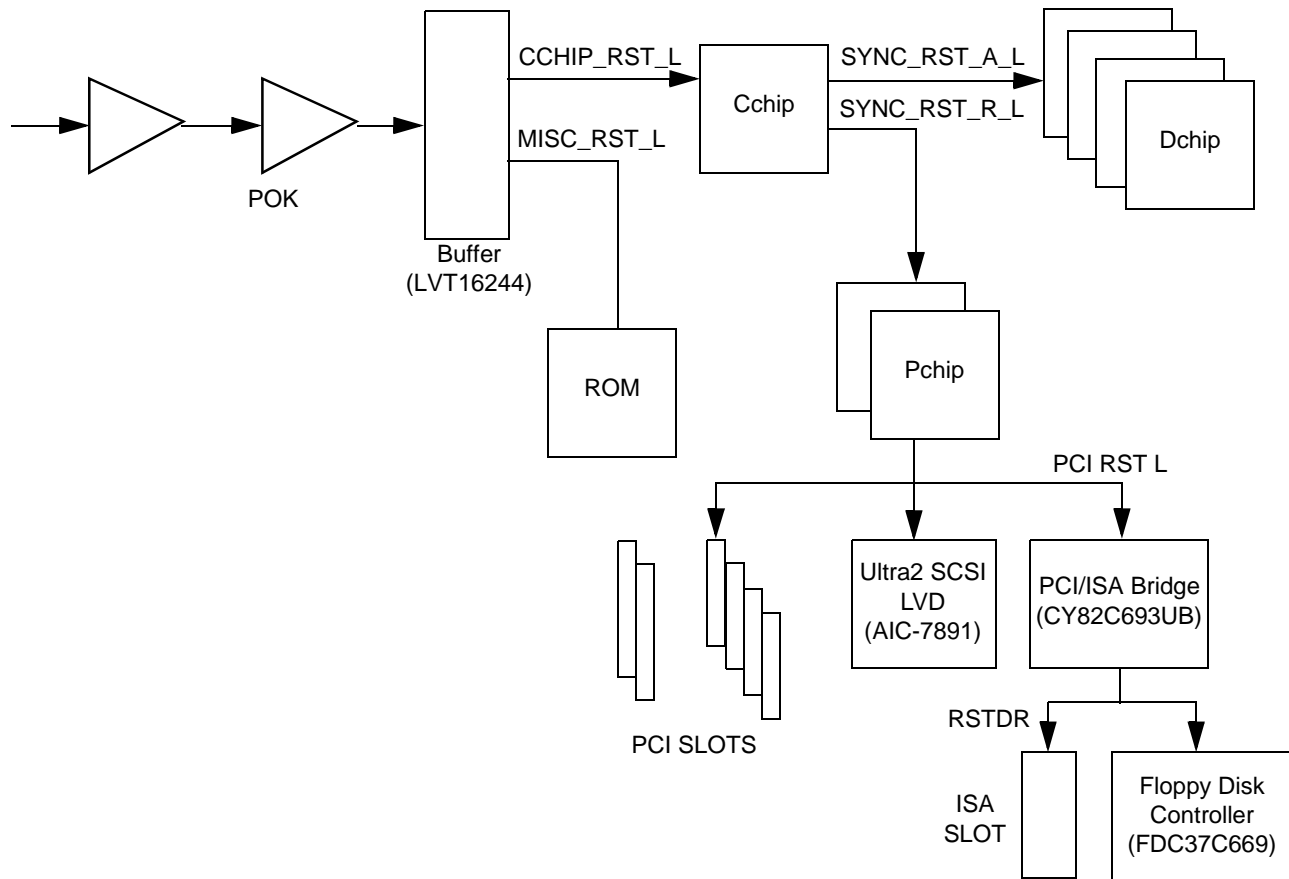 CCHIP_RST_L
SYNC_RST_A_L
Cchip
SYNC_RST_R_L
MISC_RST_L
Dchip
POK
Buffer
(LVT16244)
Pchip
ROM
PCI RST L
Ultra2 SCSI
LVD
(AIC-7891)
PCI/ISA Bridge
(CY82C693UB)
RSTDR
PCI SLOTS
ISA
SLOT
Floppy Disk
Controller
(FDC37C669)